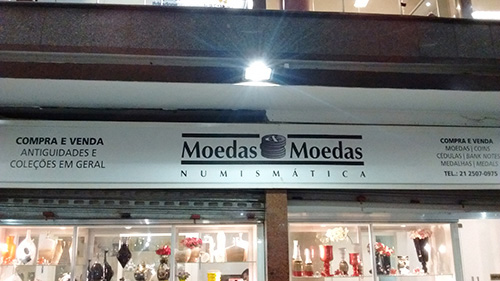 COMPRA E VENDA
ANTIGUIDADES E
COLEÇÕES EM GERAL
Moedas Moedas
NUMISMÁTICA
COMPRA E VENDA
MOEDAS | COINS
CÉDULAS | BANK NOTES
MEDALHAS | MEDALS
TEL.: 21 2507-0975